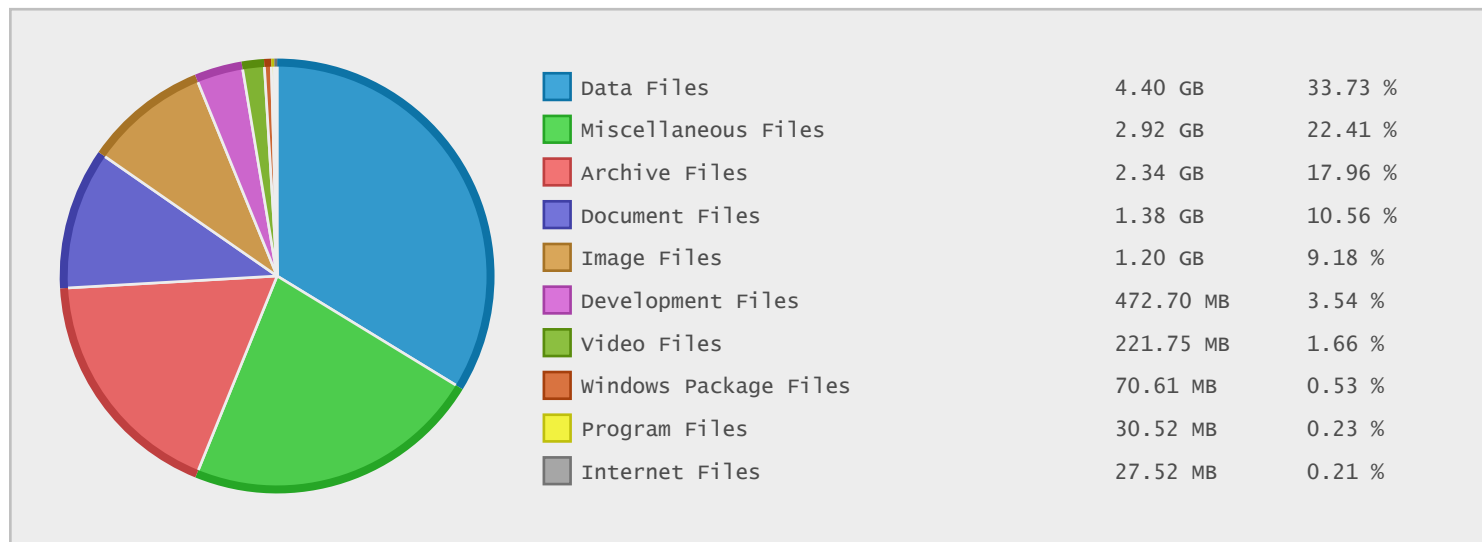 Data Files 4.40 GB 33.73 %
Miscellaneous Files 2.92 GB 22.41 %
Archive Files 2.34 GB 17.96 %
Document Files 1.38 GB 10.56 %
Image Files 1.20 GB 9.18 %
Development Files 472.70 MB 3.54 %
Video Files 221.75 MB 1.66 %
Windows Package Files 70.61 MB 0.53 %
Program Files 30.52 MB 0.23 %
Internet Files 27.52 MB 0.21 %